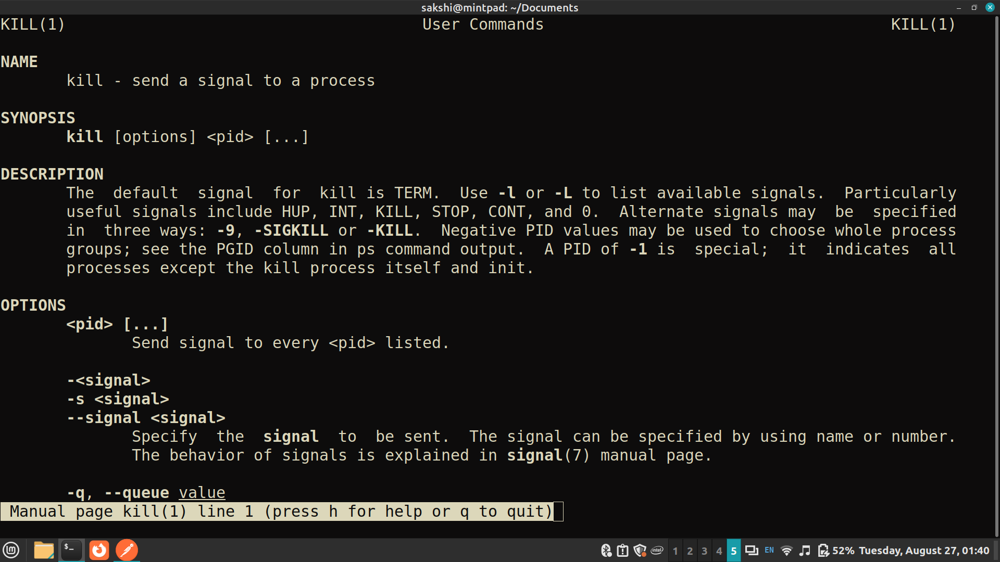 sakshi@mintpad: ~/Documents
KILL(1) User Commands KILL(1)
NAME
kill - send a signal to a process
SYNOPSIS
kill [options] <pid> [...]
DESCRIPTION
The default signal for kill is TERM. Use -l or -L to list available signals. Particularly
useful signals include HUP, INT, KILL, STOP, CONT, and 0. Alternate signals may be specified
in three ways: -9, -SIGKILL or -KILL. Negative PID values may be used to choose whole process
groups; see the PGID column in ps command output. A PID of -1 is special; it indicates all
processes except the kill process itself and init.
OPTIONS
<pid> [...]
Send signal to every <pid> listed.
-<signal>
-s <signal>
--signal <signal>
Specify the signal to be sent. The signal can be specified by using name or number.
The behavior of signals is explained in signal(7) manual page.
-q, --queue value
Manual page kill(1) line 1 (press h for help or q to quit)
$_ intel 1 2 3 4 5 EN 52% Tuesday, August 27, 01:40